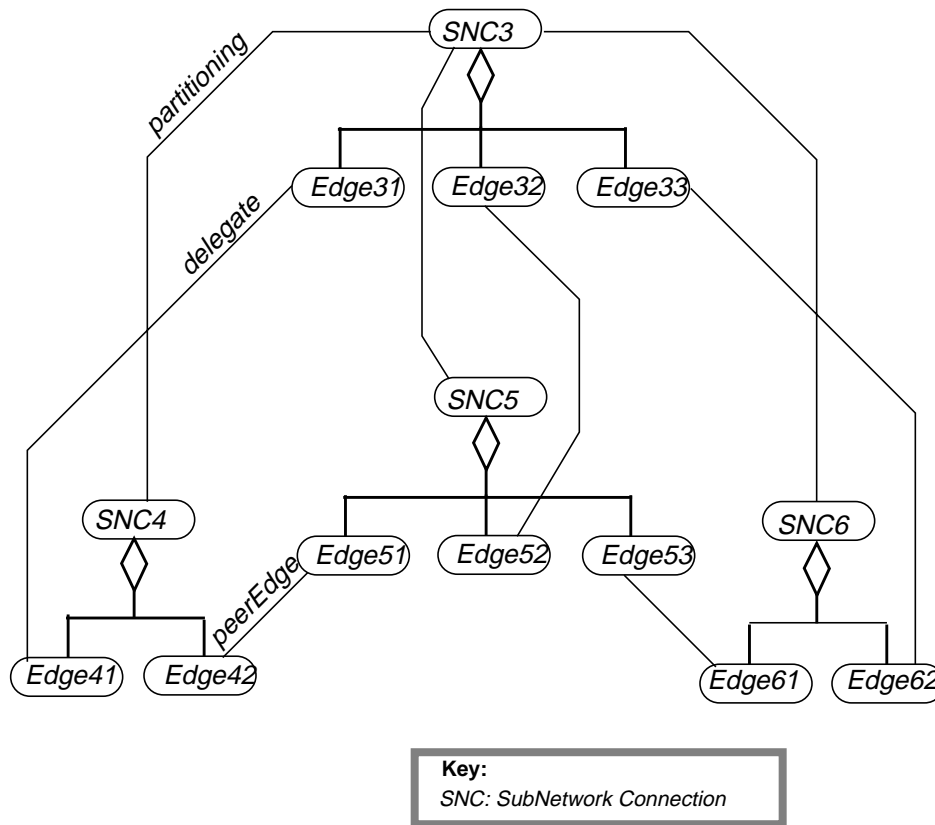 SNC3
partitioning
Edge31
Edge32
Edge33
delegate
SNC5
SNC4
SNC6
Edge51
Edge52
Edge53
peerEdge
Edge41
Edge42
Edge61
Edge62
Key:
SNC: SubNetwork Connection